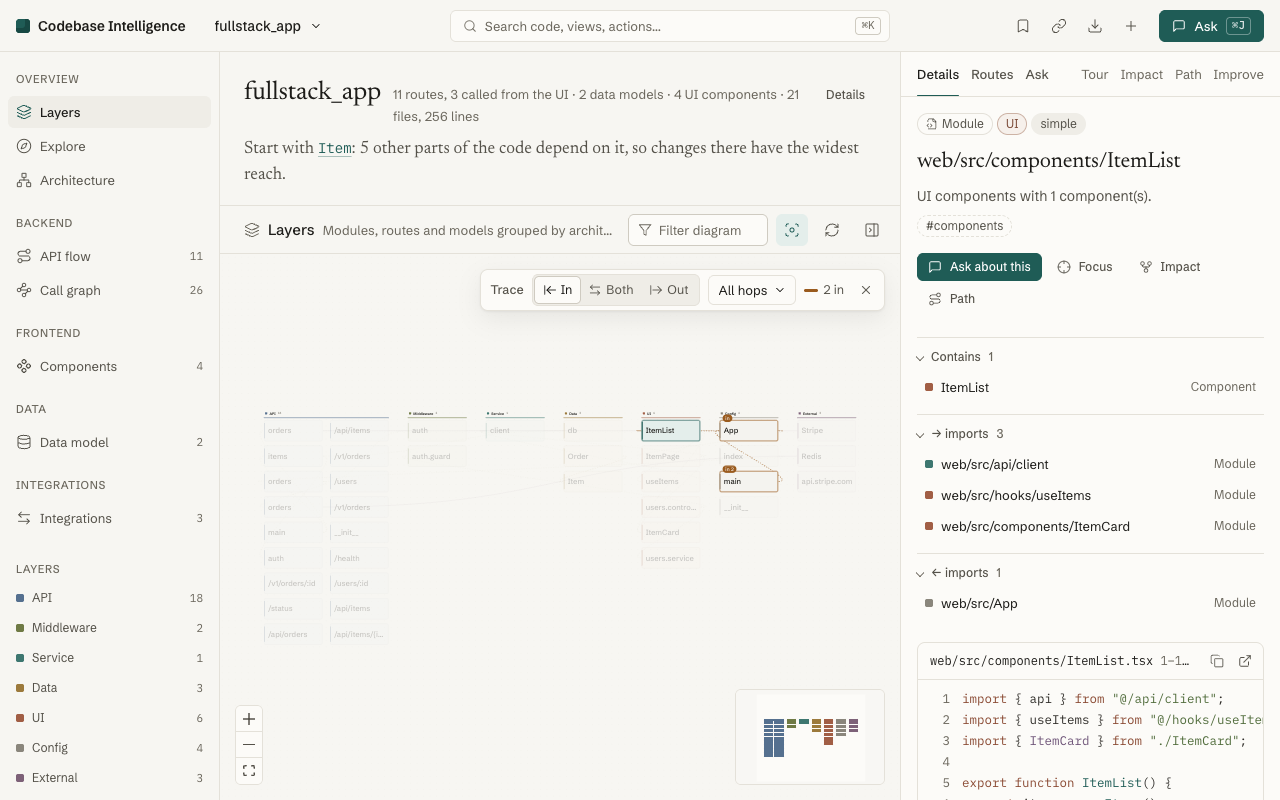 Codebase Intelligence
fullstack_app
Search code, views, actions...
⌘K
Ask ⌘J
OVERVIEW
Layers
Explore
Architecture
BACKEND
API flow 11
Call graph 26
FRONTEND
Components 4
DATA
Data model 2
INTEGRATIONS
Integrations 3
LAYERS
API 18
Middleware 2
Service 1
Data 3
UI 6
Config 4
External 3
fullstack_app
11 routes, 3 called from the UI · 2 data models · 4 UI components · 21
files, 256 lines
Details
Start with Item: 5 other parts of the code depend on it, so changes there have the widest
reach.
Layers Modules, routes and models grouped by archit...
Filter diagram
Trace In Both Out All hops 2 in
API Middleware Service Data UI Config External
orders /api/items auth client db ItemList App Stripe
items /v1/orders auth.guard Order ItemPage index Redis
orders /users Item useItems main api.stripe.com
orders /v1/orders users.contro... __init__
main __init__ ItemCard
auth /health users.service
/v1/orders/:id /users/:id
/status /api/items
/api/orders /api/items/{i...
Details Routes Ask Tour Impact Path Improve
Module UI simple
web/src/components/ItemList
UI components with 1 component(s).
#components
Ask about this Focus Impact
Path
Contains 1
ItemList Component
→ imports 3
web/src/api/client Module
web/src/hooks/useItems Module
web/src/components/ItemCard Module
← imports 1
web/src/App Module
web/src/components/ItemList.tsx 1–1…
1 import { api } from "@/api/client";
2 import { useItems } from "@/hooks/useIte
3 import { ItemCard } from "./ItemCard";
4
5 export function ItemList() {